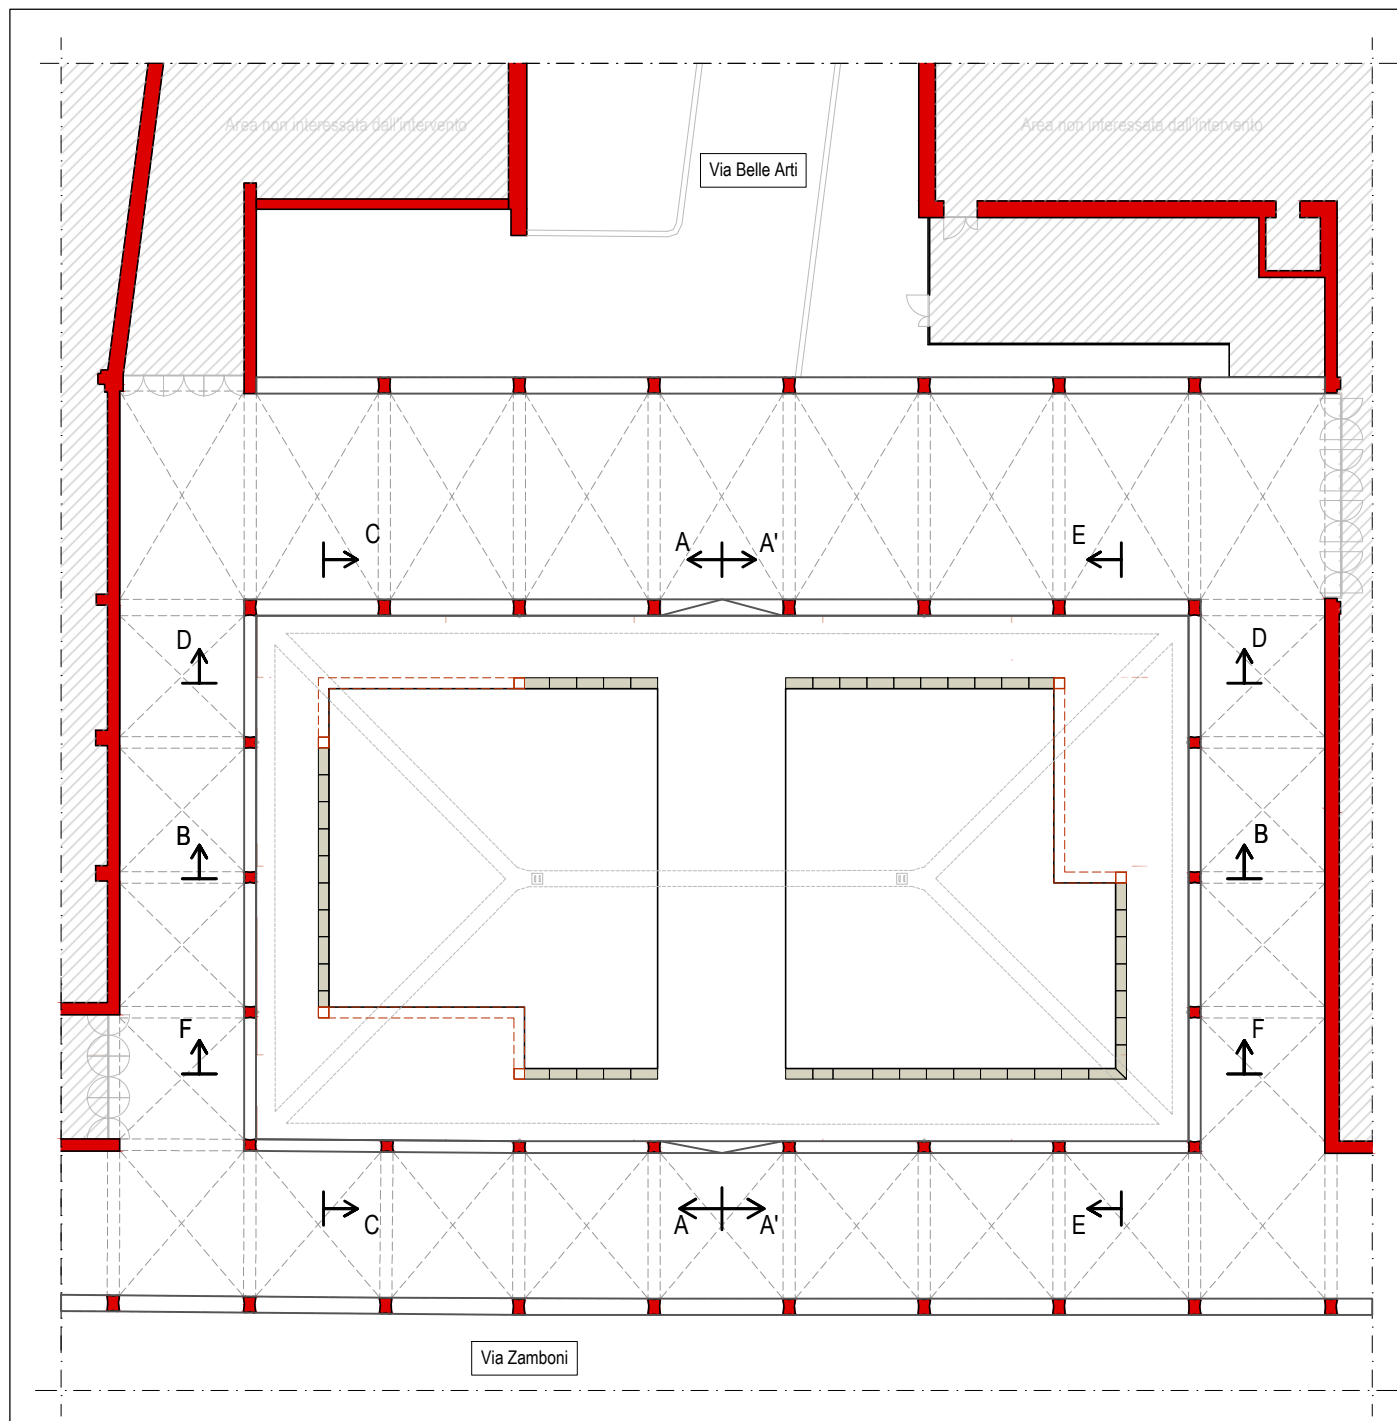 Area non interessata dall'intervento
Area non interessata dall'intervento
Via Belle Arti
C
A
A'
E
D
D
B
B
F
F
C
A
A'
E
Via Zamboni